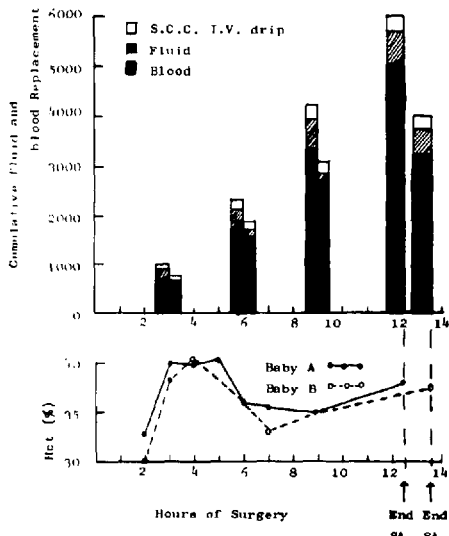 S.C.C. I.V. drip
Fluid
Blood
Cumulative Fluid and
blood Replacement
6000
5000
4000
3000
2000
1000
0
2 4 6 8 10 12 14
Baby A
Baby B
Hct (%)
35
30
0 2 4 6 8 10 12 14
Hours of Surgery
End End